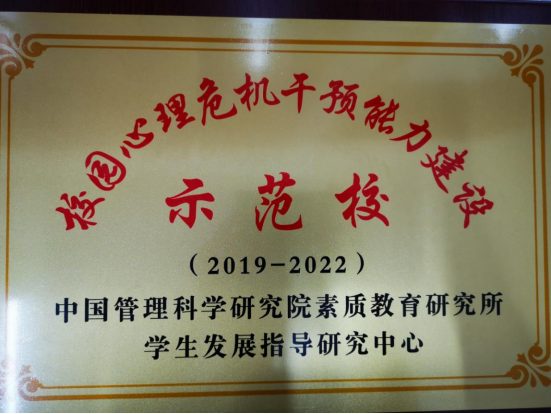 校园心理危机干预能力建设
示范校
（2019-2022）
中国管理科学研究院素质教育研究所
学生发展指导研究中心